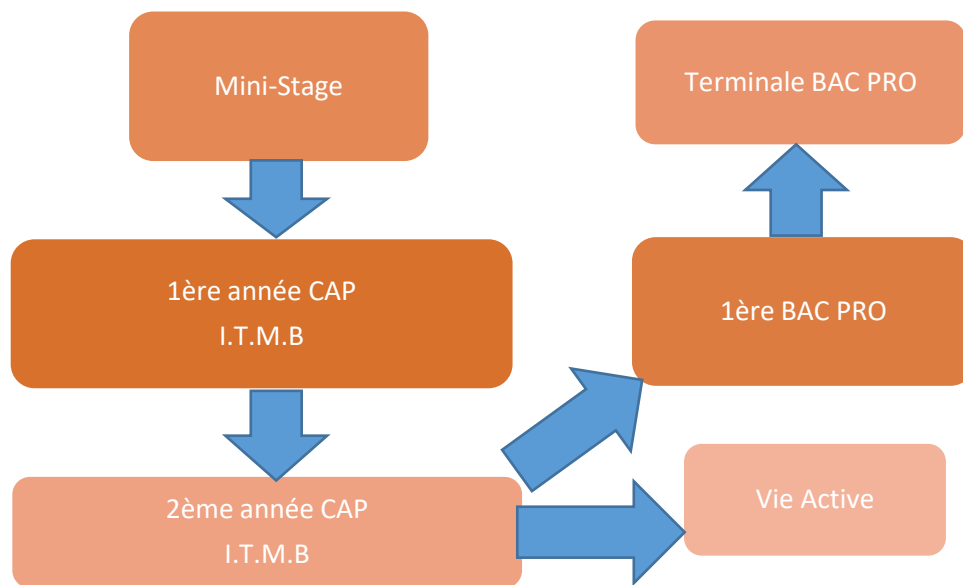 Mini-Stage
Terminale BAC PRO
1ère année CAP
I.T.M.B
1ère BAC PRO
2ème année CAP
I.T.M.B
Vie Active